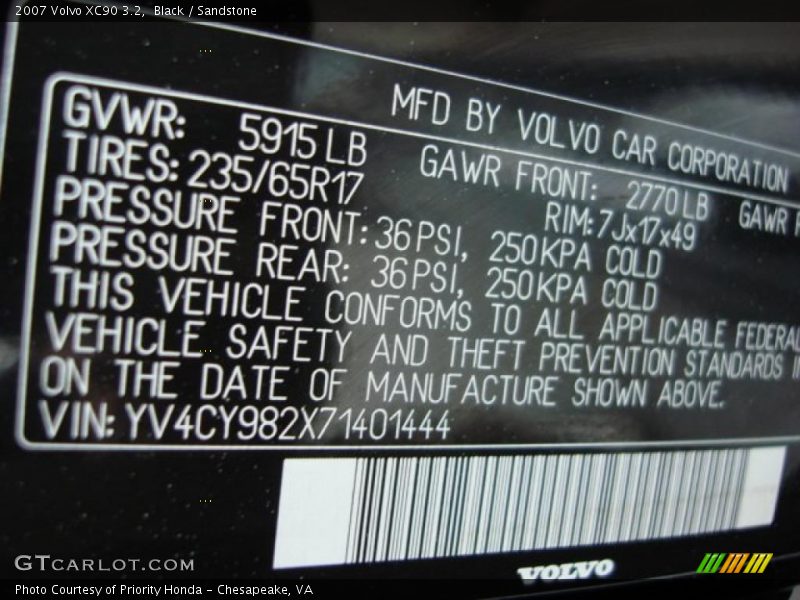 2007 Volvo XC90 3.2, Black / Sandstone
MFD BY VOLVO CAR CORPORATION
GVWR: 5915 LB GAWR FRONT: 2770 LB GAWR
TIRES: 235/65R17 RIM: 7Jx17x49
PRESSURE FRONT: 36 PSI, 250 KPA COLD
PRESSURE REAR: 36 PSI, 250 KPA COLD
THIS VEHICLE CONFORMS TO ALL APPLICABLE FEDERAL
VEHICLE SAFETY AND THEFT PREVENTION STANDARDS
ON THE DATE OF MANUFACTURE SHOWN ABOVE.
VIN: YV4CY982X71401444
VOLVO
GTCARLOT.COM
Photo Courtesy of Priority Honda - Chesapeake, VA